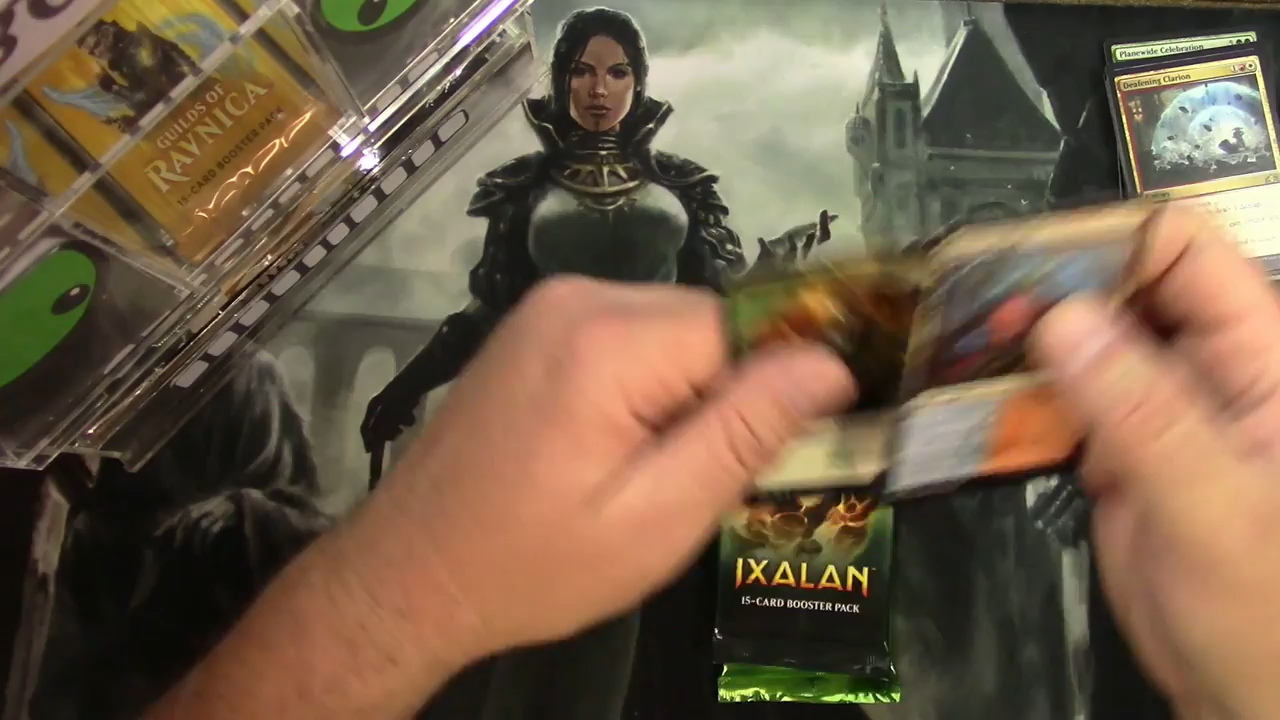 GUILDS OF
RAVNICA
15-CARD BOOSTER PACK
Planewide Celebration
Deafening Clarion
IXALAN
15-CARD BOOSTER PACK